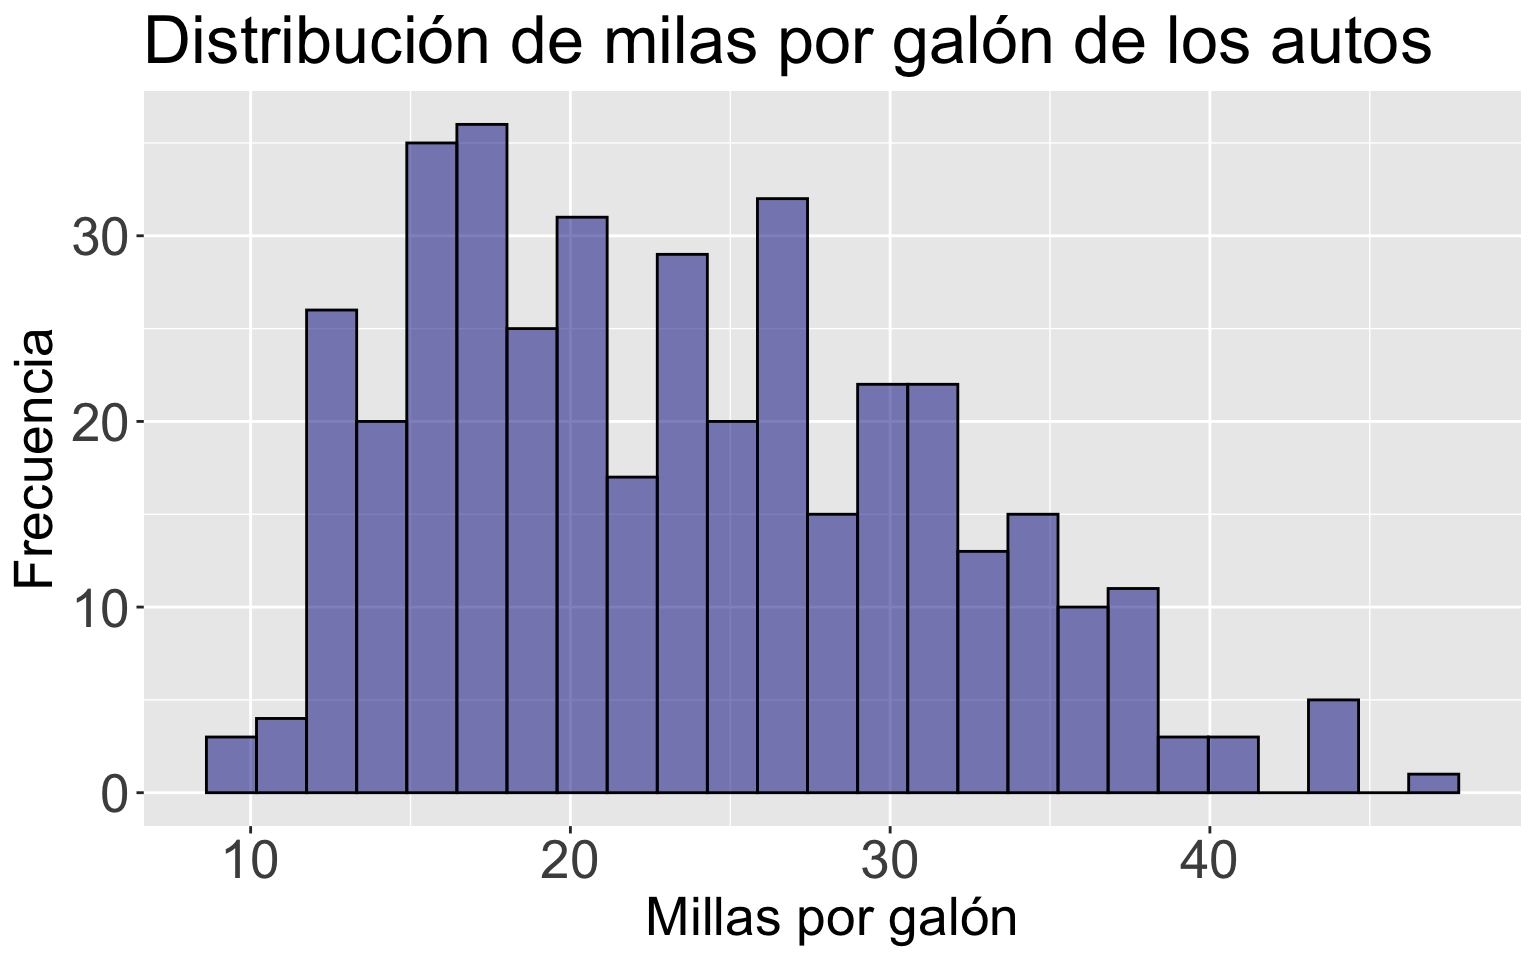 Distribución de milas por galón de los autos
Frecuencia
30
20
10
0
10 20 30 40
Millas por galón